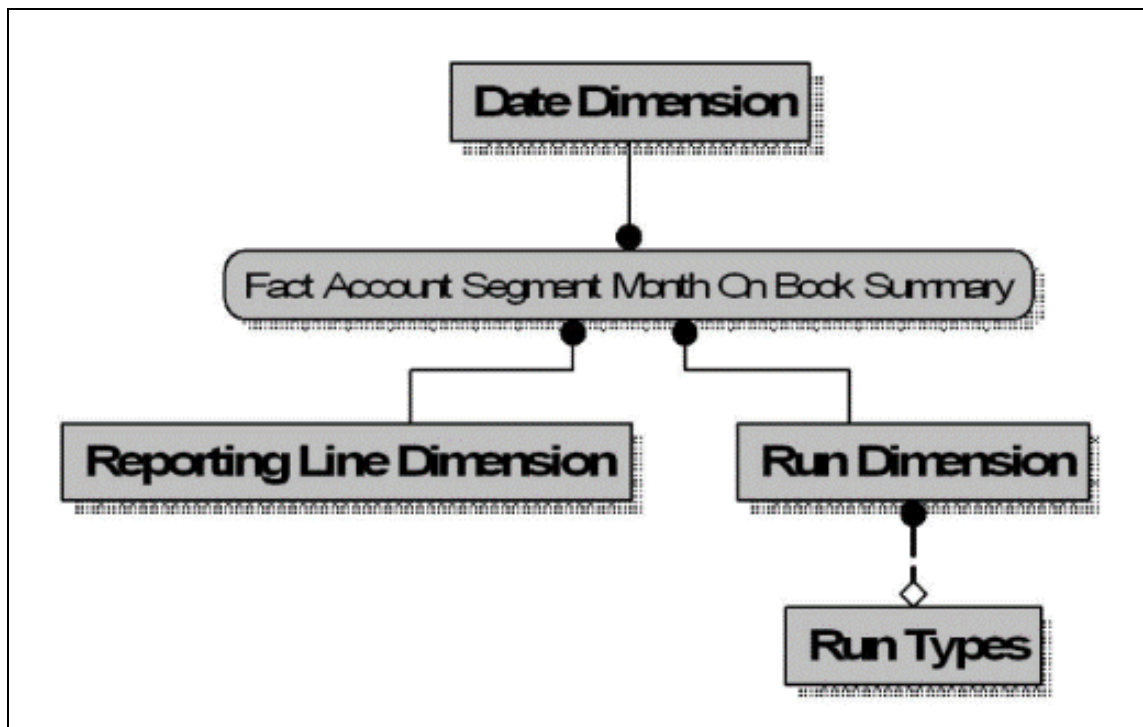 Date Dimension
Fact Account Segment Month On Book Summary
Reporting Line Dimension
Run Dimension
Run Types